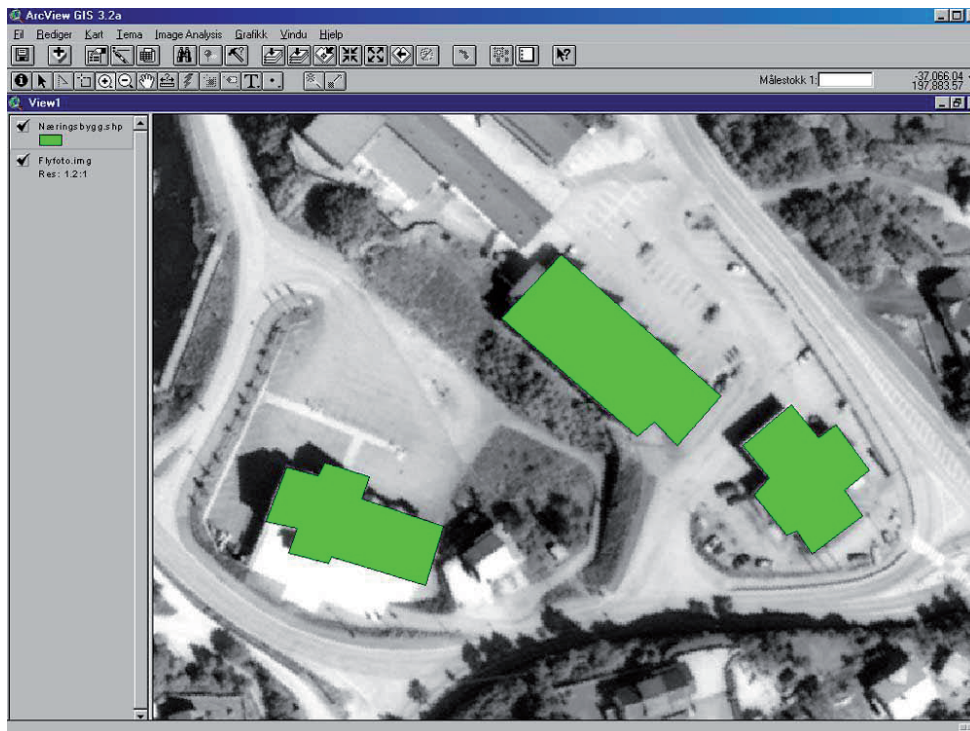 ArcView GIS 3.2a
Fil Rediger Kart Tema Image Analysis Grafikk Vindu Hjelp
Målestokk 1:
-37,066.04
197,883.57
View1
Næringsbygg.shp
Flyfoto.img
Res: 1.2:1